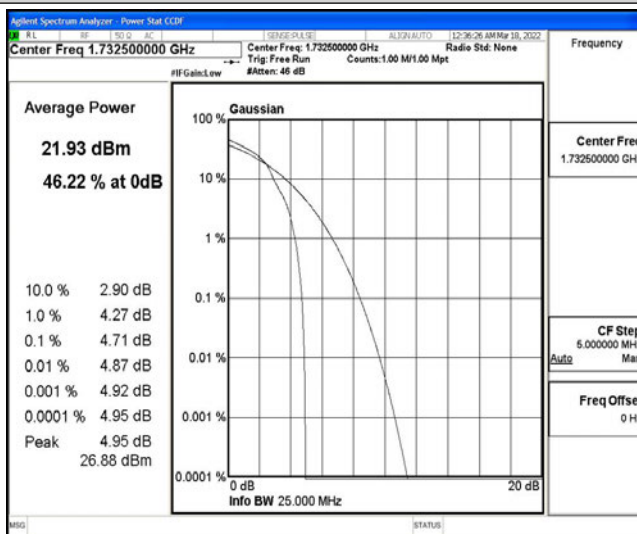 Agilent Spectrum Analyzer - Power Stat CCDF
RL RF 50 Ω AC SENSE:PULSE ALIGN AUTO 12:36:26 AM Mar 18, 2022
Center Freq 1.732500000 GHz
Center Freq: 1.732500000 GHz Radio Std: None
Trig: Free Run Counts:1.00 M/1.00 Mpt
#IFGain:Low #Atten: 46 dB
Frequency
Average Power
21.93 dBm
46.22 % at 0dB
10.0 % 2.90 dB
1.0 % 4.27 dB
0.1 % 4.71 dB
0.01 % 4.87 dB
0.001 % 4.92 dB
0.0001 % 4.95 dB
Peak 4.95 dB
26.88 dBm
Gaussian
100 %
10 %
1 %
0.1 %
0.01 %
0.001 %
0.0001 %
0 dB 20 dB
Info BW 25.000 MHz
Center Freq
1.732500000 GH
CF Step
5.000000 MH
Auto Ma
Freq Offse
0 H
MSG STATUS